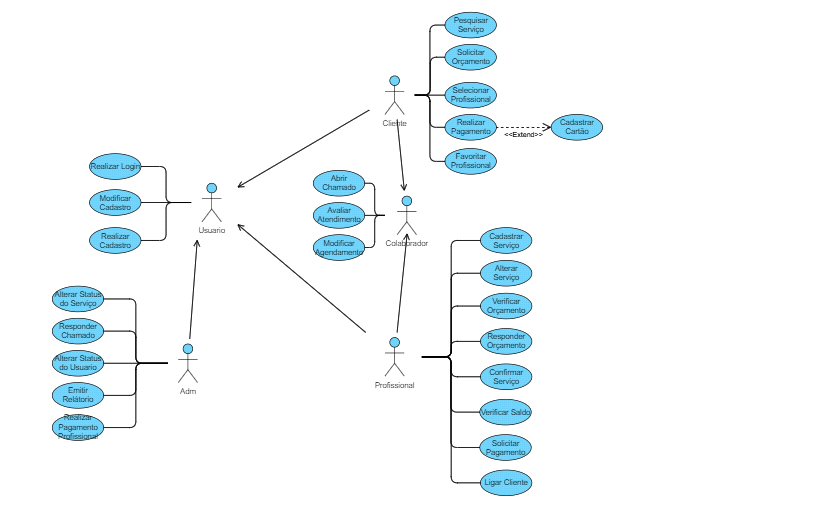 Pesquisar
Serviço
Solicitar
Orçamento
Selecionar
Profissional
Cliente
Realizar
Pagamento
<<Extend>>
Cadastrar
Cartão
Favoritar
Profissional
Realizar Login
Modificar
Cadastro
Realizar
Cadastro
Usuario
Abrir
Chamado
Avaliar
Atendimento
Modificar
Agendamento
Colaborador
Alterar Status
do Serviço
Responder
Chamado
Alterar Status
do Usuario
Emitir
Relátorio
Realizar
Pagamento
Profissional
Adm
Profissional
Cadastrar
Serviço
Alterar
Serviço
Verificar
Orçamento
Responder
Orçamento
Confirmar
Serviço
Verificar Saldo
Solicitar
Pagamento
Ligar Cliente